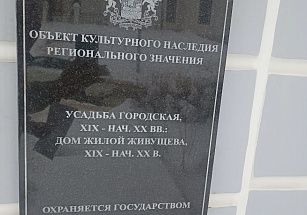 ОБЪЕКТ КУЛЬТУРНОГО НАСЛЕДИЯ
РЕГИОНАЛЬНОГО ЗНАЧЕНИЯ
УСАДЬБА ГОРОДСКАЯ,
XIX - НАЧ. XX ВВ.:
ДОМ ЖИЛОЙ ЖИВУЩЕВА,
XIX - НАЧ. XX В.
ОХРАНЯЕТСЯ ГОСУДАРСТВОМ